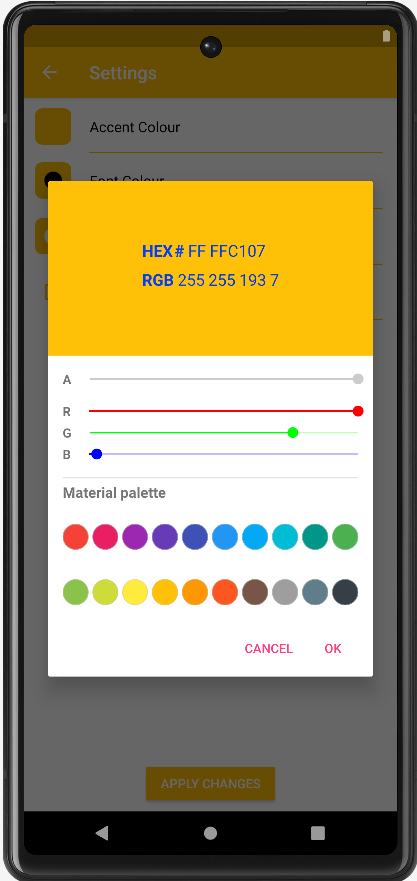 Settings
Accent Colour
Font Colour
HEX# FF FFC107
RGB 255 255 193 7
A
R
G
B
Material palette
CANCEL OK
APPLY CHANGES